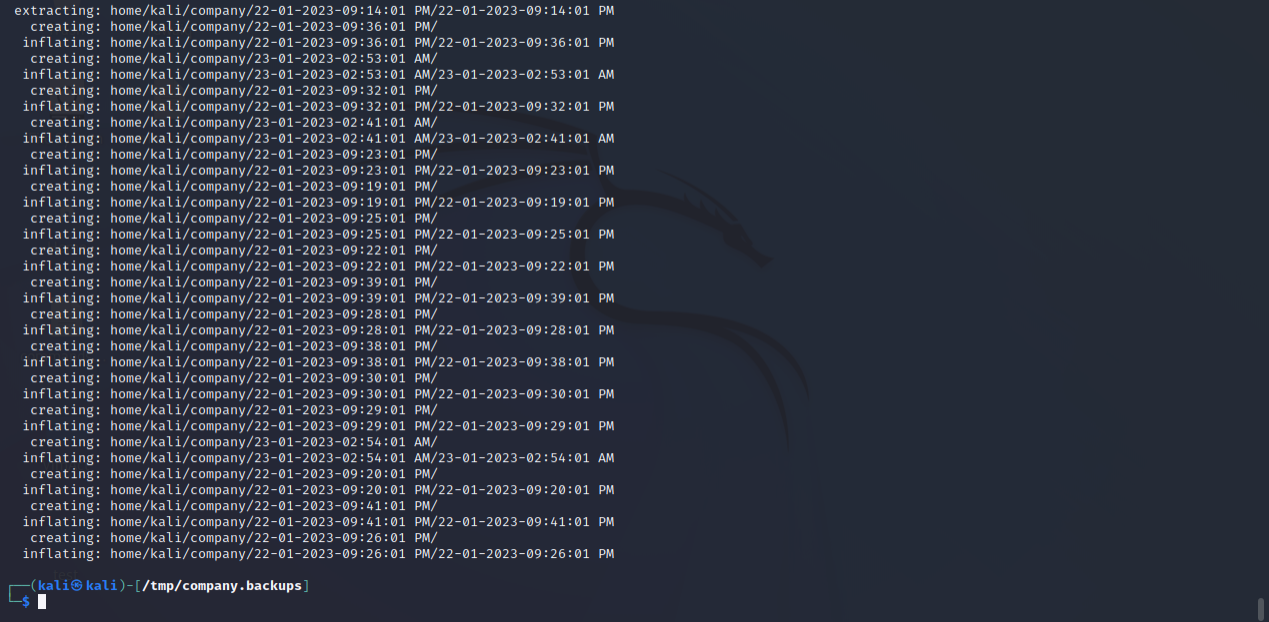 extracting: home/kali/company/22-01-2023-09:14:01 PM/22-01-2023-09:14:01 PM
creating: home/kali/company/22-01-2023-09:36:01 PM/
inflating: home/kali/company/22-01-2023-09:36:01 PM/22-01-2023-09:36:01 PM
creating: home/kali/company/23-01-2023-02:53:01 AM/
inflating: home/kali/company/23-01-2023-02:53:01 AM/23-01-2023-02:53:01 AM
creating: home/kali/company/22-01-2023-09:32:01 PM/
inflating: home/kali/company/22-01-2023-09:32:01 PM/22-01-2023-09:32:01 PM
creating: home/kali/company/23-01-2023-02:41:01 AM/
inflating: home/kali/company/23-01-2023-02:41:01 AM/23-01-2023-02:41:01 AM
creating: home/kali/company/22-01-2023-09:23:01 PM/
inflating: home/kali/company/22-01-2023-09:23:01 PM/22-01-2023-09:23:01 PM
creating: home/kali/company/22-01-2023-09:19:01 PM/
inflating: home/kali/company/22-01-2023-09:19:01 PM/22-01-2023-09:19:01 PM
creating: home/kali/company/22-01-2023-09:25:01 PM/
inflating: home/kali/company/22-01-2023-09:25:01 PM/22-01-2023-09:25:01 PM
creating: home/kali/company/22-01-2023-09:22:01 PM/
inflating: home/kali/company/22-01-2023-09:22:01 PM/22-01-2023-09:22:01 PM
creating: home/kali/company/22-01-2023-09:39:01 PM/
inflating: home/kali/company/22-01-2023-09:39:01 PM/22-01-2023-09:39:01 PM
creating: home/kali/company/22-01-2023-09:28:01 PM/
inflating: home/kali/company/22-01-2023-09:28:01 PM/22-01-2023-09:28:01 PM
creating: home/kali/company/22-01-2023-09:38:01 PM/
inflating: home/kali/company/22-01-2023-09:38:01 PM/22-01-2023-09:38:01 PM
creating: home/kali/company/22-01-2023-09:30:01 PM/
inflating: home/kali/company/22-01-2023-09:30:01 PM/22-01-2023-09:30:01 PM
creating: home/kali/company/22-01-2023-09:29:01 PM/
inflating: home/kali/company/22-01-2023-09:29:01 PM/22-01-2023-09:29:01 PM
creating: home/kali/company/23-01-2023-02:54:01 AM/
inflating: home/kali/company/23-01-2023-02:54:01 AM/23-01-2023-02:54:01 AM
creating: home/kali/company/22-01-2023-09:20:01 PM/
inflating: home/kali/company/22-01-2023-09:20:01 PM/22-01-2023-09:20:01 PM
creating: home/kali/company/22-01-2023-09:41:01 PM/
inflating: home/kali/company/22-01-2023-09:41:01 PM/22-01-2023-09:41:01 PM
creating: home/kali/company/22-01-2023-09:26:01 PM/
inflating: home/kali/company/22-01-2023-09:26:01 PM/22-01-2023-09:26:01 PM
┌──(kali㉿kali)-[/tmp/company.backups]
└─$